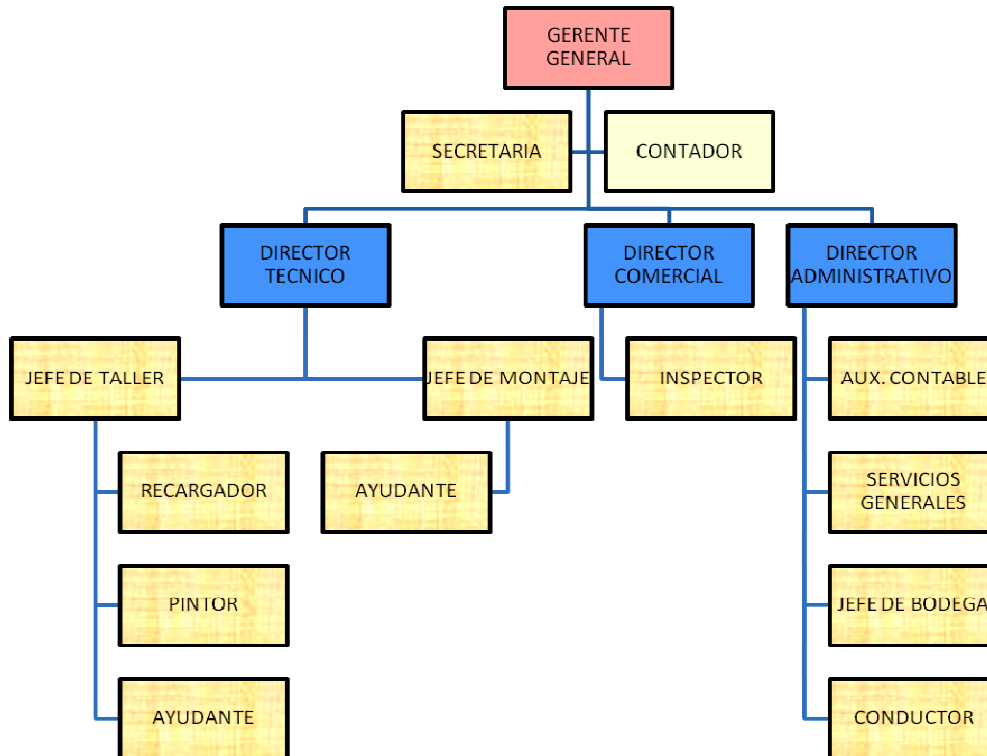 GERENTE
GENERAL
SECRETARIA
CONTADOR
DIRECTOR
TECNICO
DIRECTOR
COMERCIAL
DIRECTOR
ADMINISTRATIVO
JEFE DE TALLER
JEFE DE MONTAJE
INSPECTOR
AUX. CONTABLE
RECARGADOR
AYUDANTE
SERVICIOS
GENERALES
PINTOR
JEFE DE BODEGA
AYUDANTE
CONDUCTOR